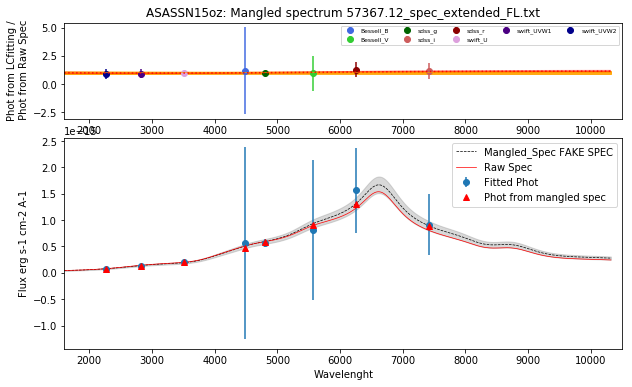 ASASSN15oz: Mangled spectrum 57367.12_spec_extended_FL.txt
Phot from LCfitting /
Phot from Raw Spec
5.0
2.5
0.0
−2.5
Bessell_B
Bessell_V
sdss_g
sdss_i
sdss_r
swift_U
swift_UVW1
swift_UVW2
2000 3000 4000 5000 6000 7000 8000 9000 10000
1e−15
Flux erg s-1 cm-2 A-1
2.5
2.0
1.5
1.0
0.5
0.0
−0.5
−1.0
Mangled_Spec FAKE SPEC
Raw Spec
Fitted Phot
Phot from mangled spec
2000 3000 4000 5000 6000 7000 8000 9000 10000
Wavelenght